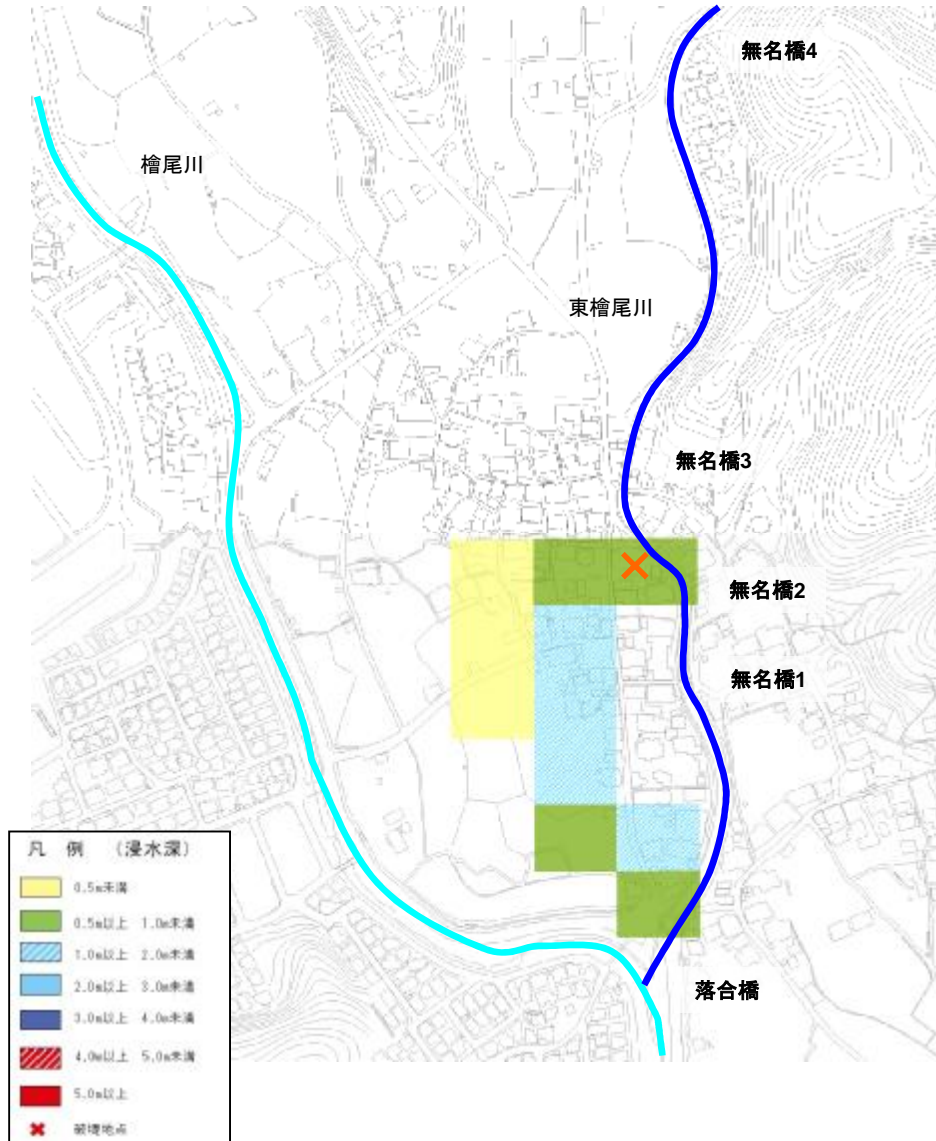 無名橋4
檜尾川
東檜尾川
無名橋3
無名橋2
無名橋1
落合橋
凡 例 (浸水深)
0.5m未満
0.5m以上 1.0m未満
1.0m以上 2.0m未満
2.0m以上 3.0m未満
3.0m以上 4.0m未満
4.0m以上 5.0m未満
5.0m以上
破堤地点